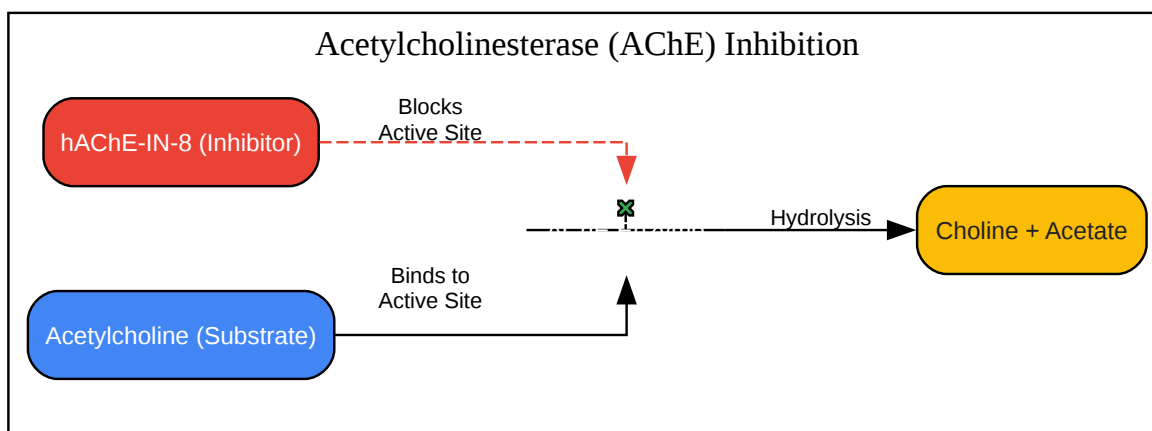 Acetylcholinesterase (AChE) Inhibition
Blocks
Active Site
hAChE-IN-8 (Inhibitor)
Hydrolysis
Choline + Acetate
Binds to
Active Site
Acetylcholine (Substrate)